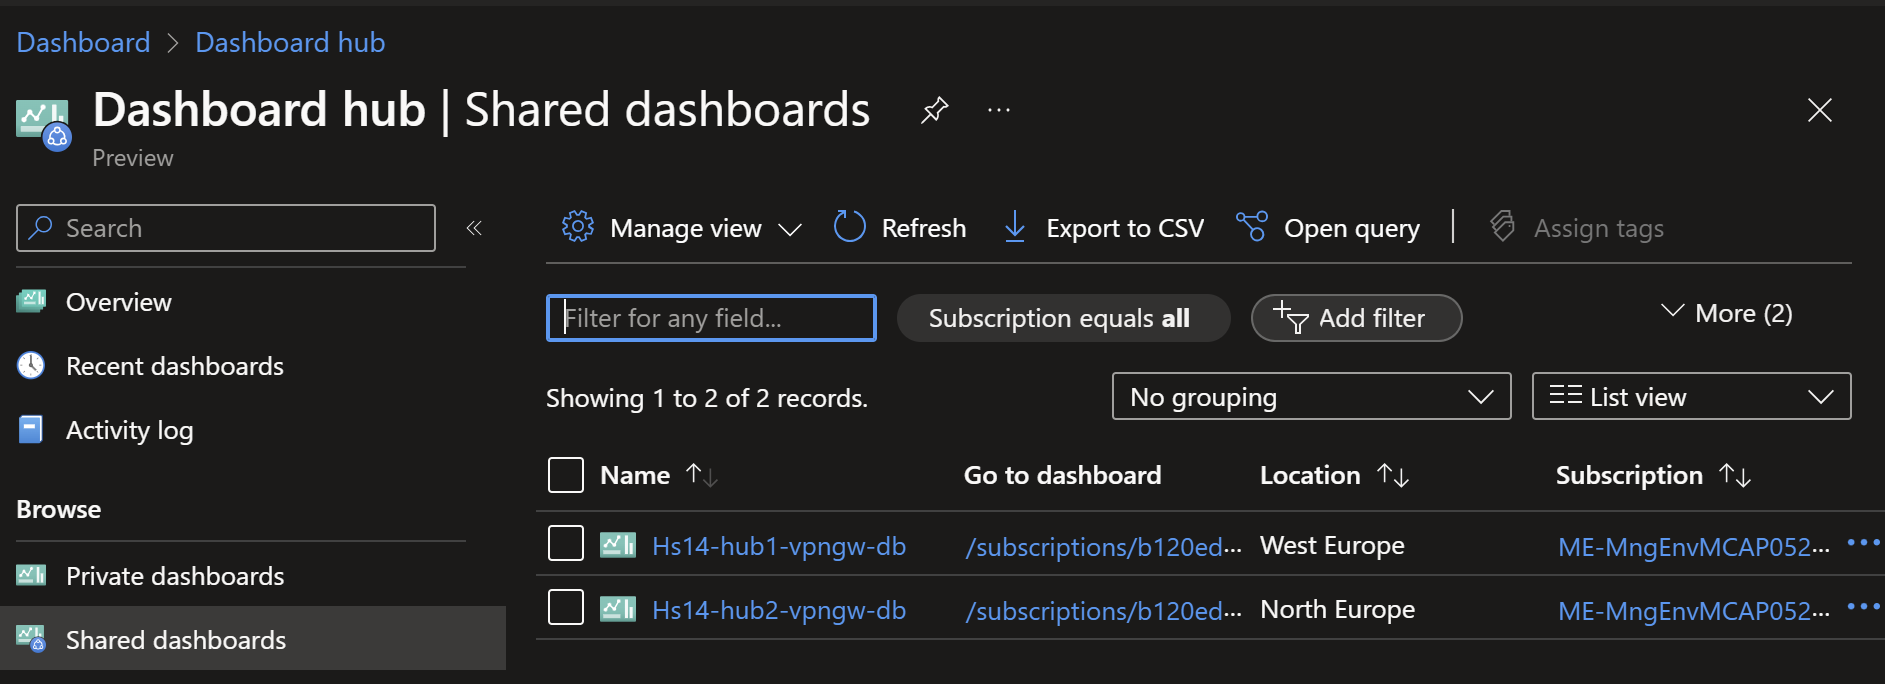 Dashboard > Dashboard hub
Dashboard hub | Shared dashboards ...
Preview
Search «
Overview
Recent dashboards
Activity log
Browse
Private dashboards
Shared dashboards
Manage view Refresh Export to CSV Open query | Assign tags
Filter for any field... Subscription equals all Add filter More (2)
Showing 1 to 2 of 2 records. No grouping List view
Name ↑↓ Go to dashboard Location ↑↓ Subscription ↑↓
Hs14-hub1-vpngw-db /subscriptions/b120ed... West Europe ME-MngEnvMCAP052... ...
Hs14-hub2-vpngw-db /subscriptions/b120ed... North Europe ME-MngEnvMCAP052... ...